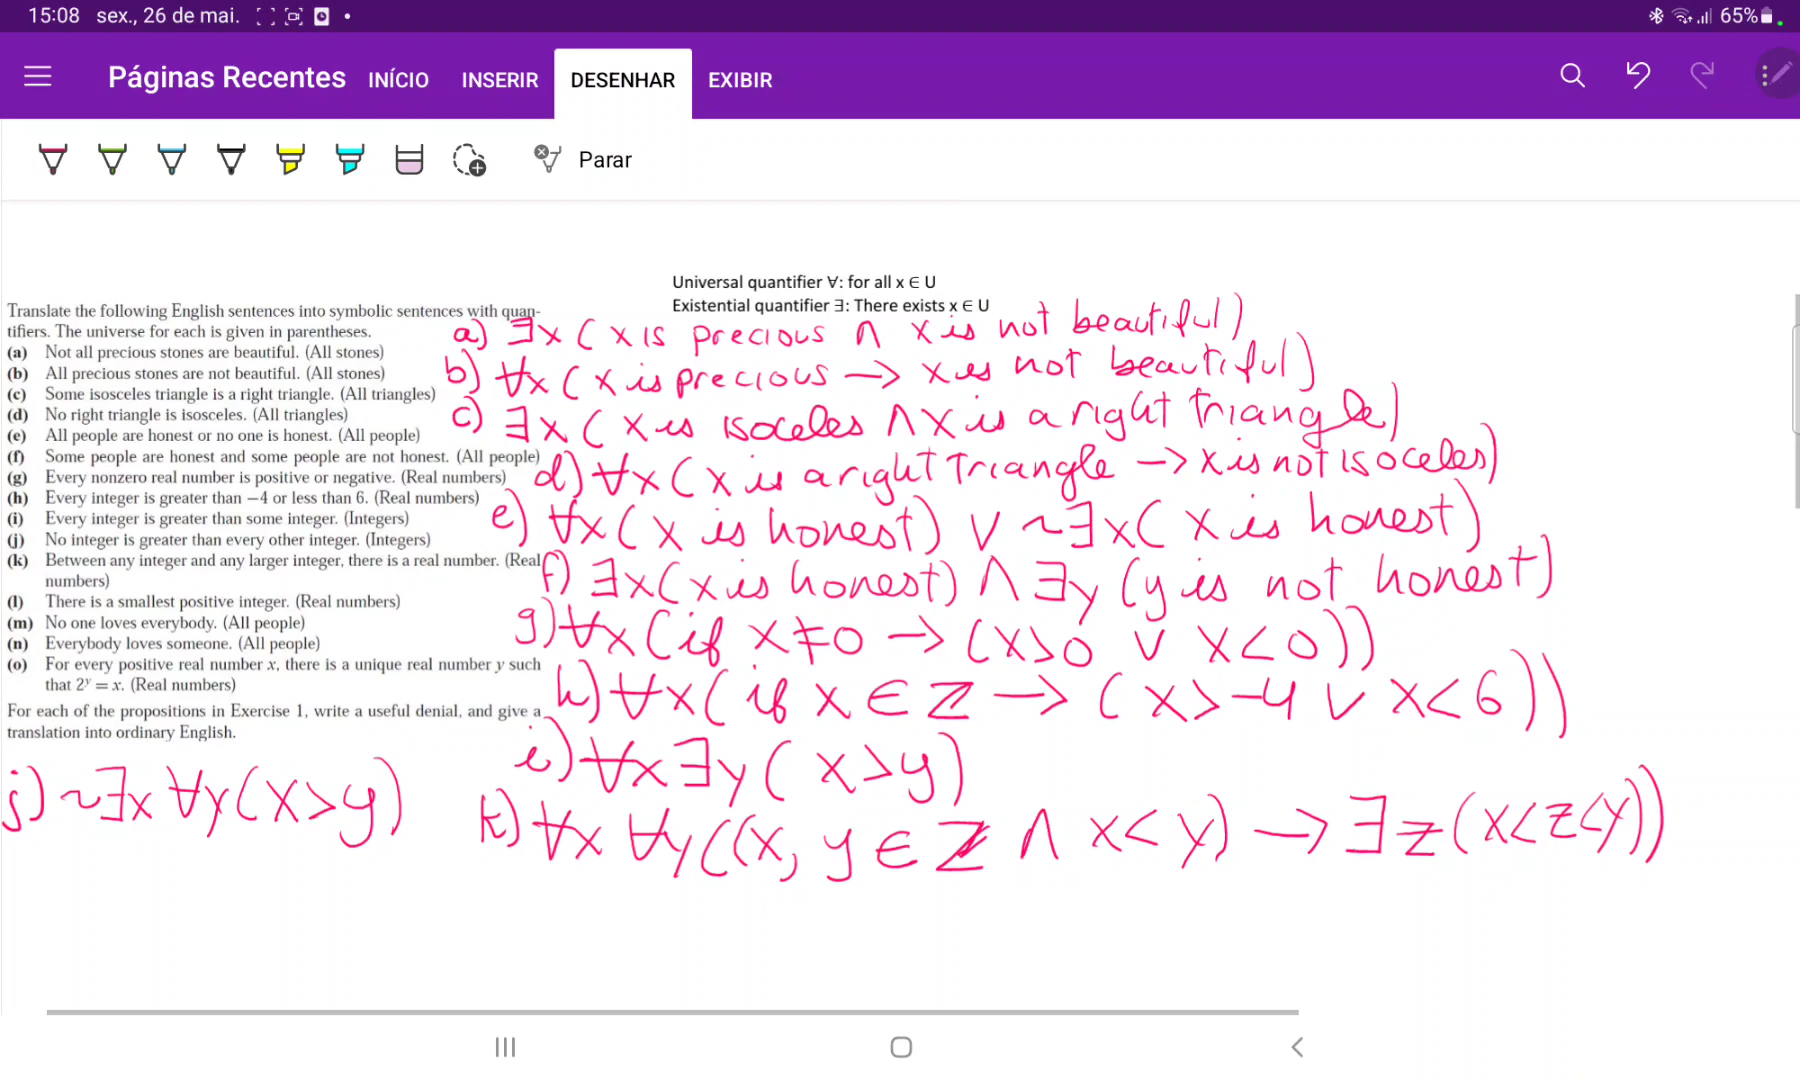 15:08 sex., 26 de mai.
65%
Páginas Recentes INÍCIO INSERIR DESENHAR EXIBIR
Parar
Universal quantifier ∀: for all x ∈ U
Existential quantifier ∃: There exists x ∈ U
Translate the following English sentences into symbolic sentences with quan-
tifiers. The universe for each is given in parentheses.
(a) Not all precious stones are beautiful. (All stones)
(b) All precious stones are not beautiful. (All stones)
(c) Some isosceles triangle is a right triangle. (All triangles)
(d) No right triangle is isosceles. (All triangles)
(e) All people are honest or no one is honest. (All people)
(f) Some people are honest and some people are not honest. (All people)
(g) Every nonzero real number is positive or negative. (Real numbers)
(h) Every integer is greater than −4 or less than 6. (Real numbers)
(i) Every integer is greater than some integer. (Integers)
(j) No integer is greater than every other integer. (Integers)
(k) Between any integer and any larger integer, there is a real number. (Real
numbers)
(l) There is a smallest positive integer. (Real numbers)
(m) No one loves everybody. (All people)
(n) Everybody loves someone. (All people)
(o) For every positive real number x, there is a unique real number y such
that 2^y = x. (Real numbers)
For each of the propositions in Exercise 1, write a useful denial, and give a
translation into ordinary English.
a) ∃x (x is precious ∧ x is not beautiful)
b) ∀x (x is precious → x is not beautiful)
c) ∃x (x is isoceles ∧ x is a right triangle)
d) ∀x (x is a right triangle → x is not isoceles)
e) ∀x (x is honest) ∨ ~∃x (x is honest)
f) ∃x (x is honest) ∧ ∃y (y is not honest)
g) ∀x (if x ≠ 0 → (x > 0 ∨ x < 0))
h) ∀x (if x ∈ Z → (x > -4 ∨ x < 6))
i) ∀x ∃y (x > y)
j) ~∃x ∀y (x > y)
k) ∀x ∀y ((x, y ∈ Z ∧ x < y) → ∃z (x < z < y))